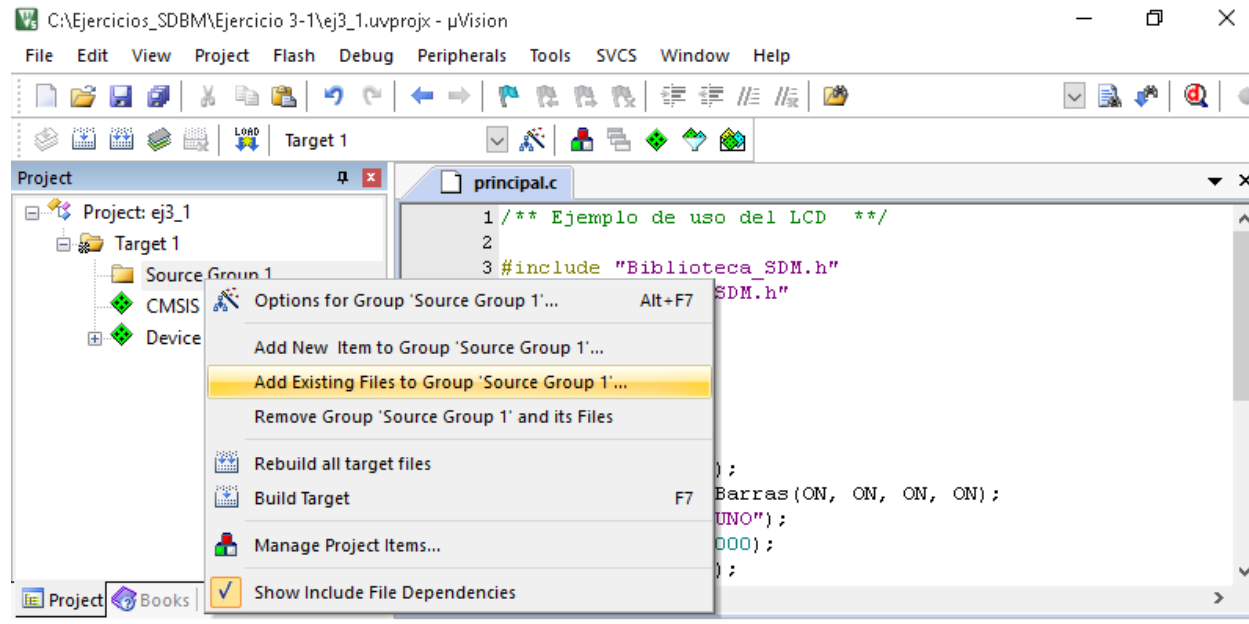 C:\Ejercicios_SDBM\Ejercicio 3-1\ej3_1.uvprojx - µVision
File Edit View Project Flash Debug Peripherals Tools SVCS Window Help
LOAD Target 1
Project
principal.c
Project: ej3_1
Target 1
Source Group 1
CMSIS
Device
1 /** Ejemplo de uso del LCD **/
2
3 #include "Biblioteca_SDM.h"
SDM.h"
Options for Group 'Source Group 1'... Alt+F7
Add New Item to Group 'Source Group 1'...
Add Existing Files to Group 'Source Group 1'...
Remove Group 'Source Group 1' and its Files
Rebuild all target files
);
Build Target F7
Barras(ON, ON, ON, ON);
UNO");
Manage Project Items...
000);
);
Show Include File Dependencies
Project Books